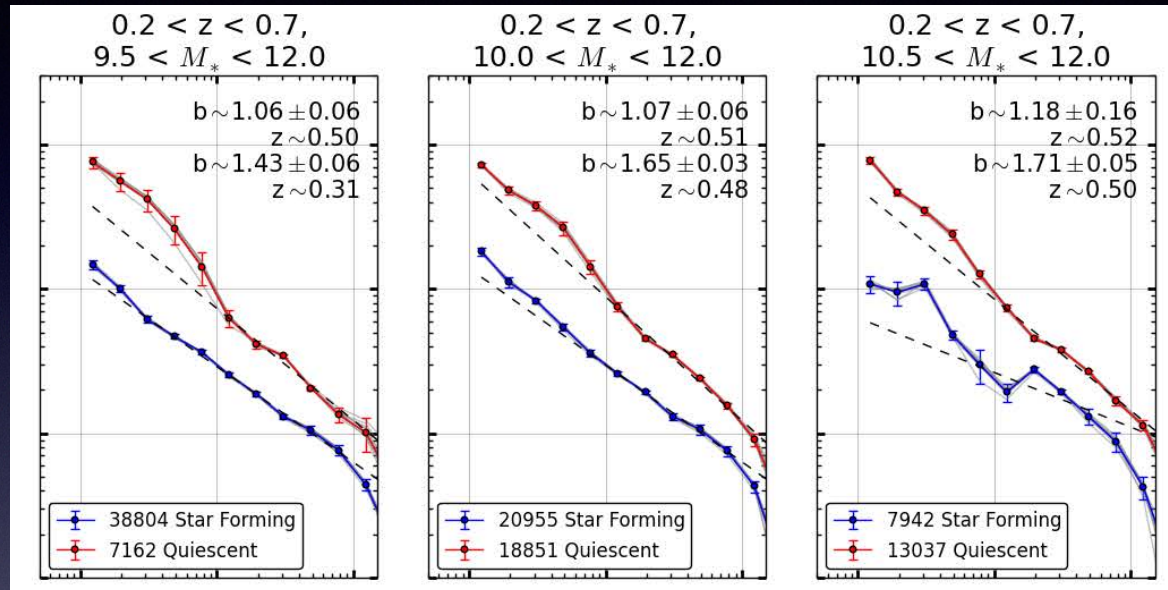 0.2 < z < 0.7,
9.5 < M* < 12.0
b∼1.06 ±0.06
z∼0.50
b∼1.43 ±0.06
z∼0.31
38804 Star Forming
7162 Quiescent
0.2 < z < 0.7,
10.0 < M* < 12.0
b∼1.07 ±0.06
z∼0.51
b∼1.65 ±0.03
z∼0.48
20955 Star Forming
18851 Quiescent
0.2 < z < 0.7,
10.5 < M* < 12.0
b∼1.18 ±0.16
z∼0.52
b∼1.71 ±0.05
z∼0.50
7942 Star Forming
13037 Quiescent